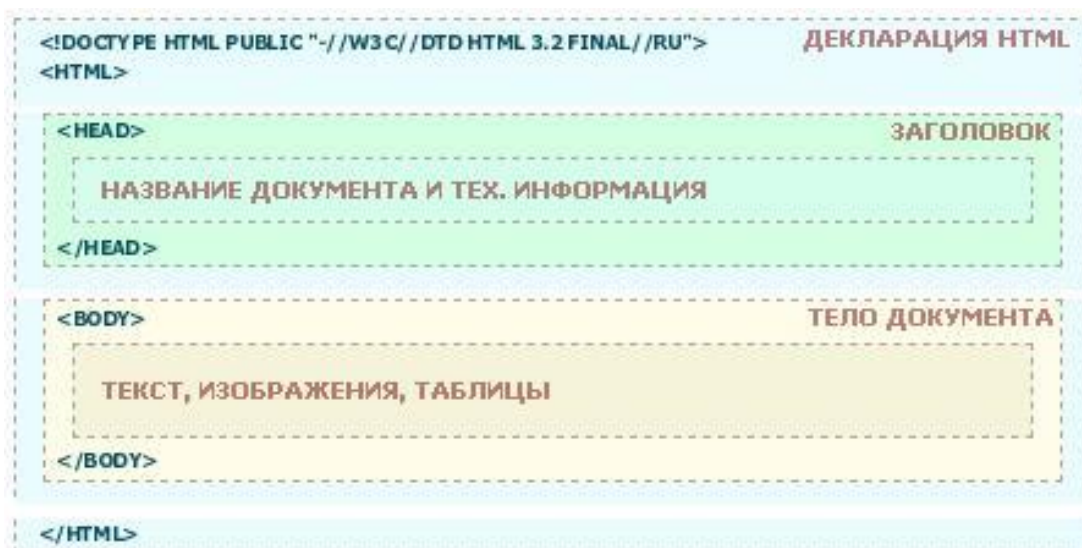 <!DOCTYPE HTML PUBLIC "-//W3C//DTD HTML 3.2 FINAL//RU"> ДЕКЛАРАЦИЯ HTML
<HTML>
<HEAD> ЗАГОЛОВОК
НАЗВАНИЕ ДОКУМЕНТА И ТЕХ. ИНФОРМАЦИЯ
</HEAD>
<BODY> ТЕЛО ДОКУМЕНТА
ТЕКСТ, ИЗОБРАЖЕНИЯ, ТАБЛИЦЫ
</BODY>
</HTML>